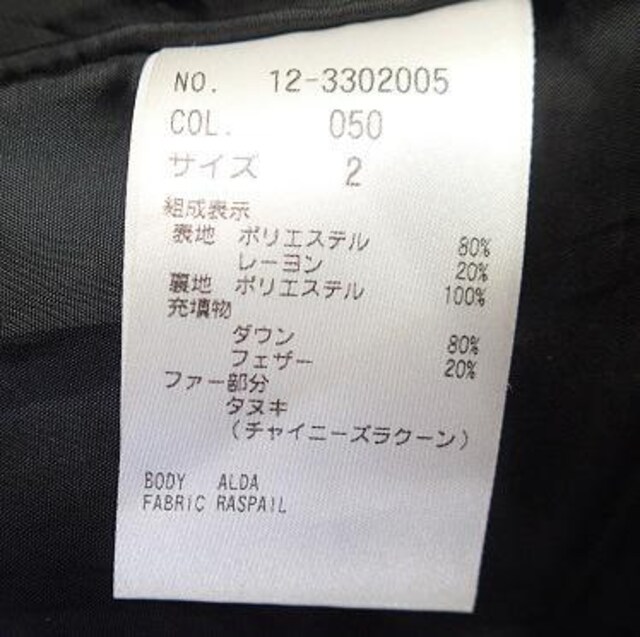 NO. 12-3302005
COL. 050
サイズ 2
組成表示
表地 ポリエステル 80%
レーヨン 20%
裏地 ポリエステル 100%
充填物
ダウン 80%
フェザー 20%
ファー部分
タヌキ
(チャイニーズラクーン)
BODY ALDA
FABRIC RASPAIL